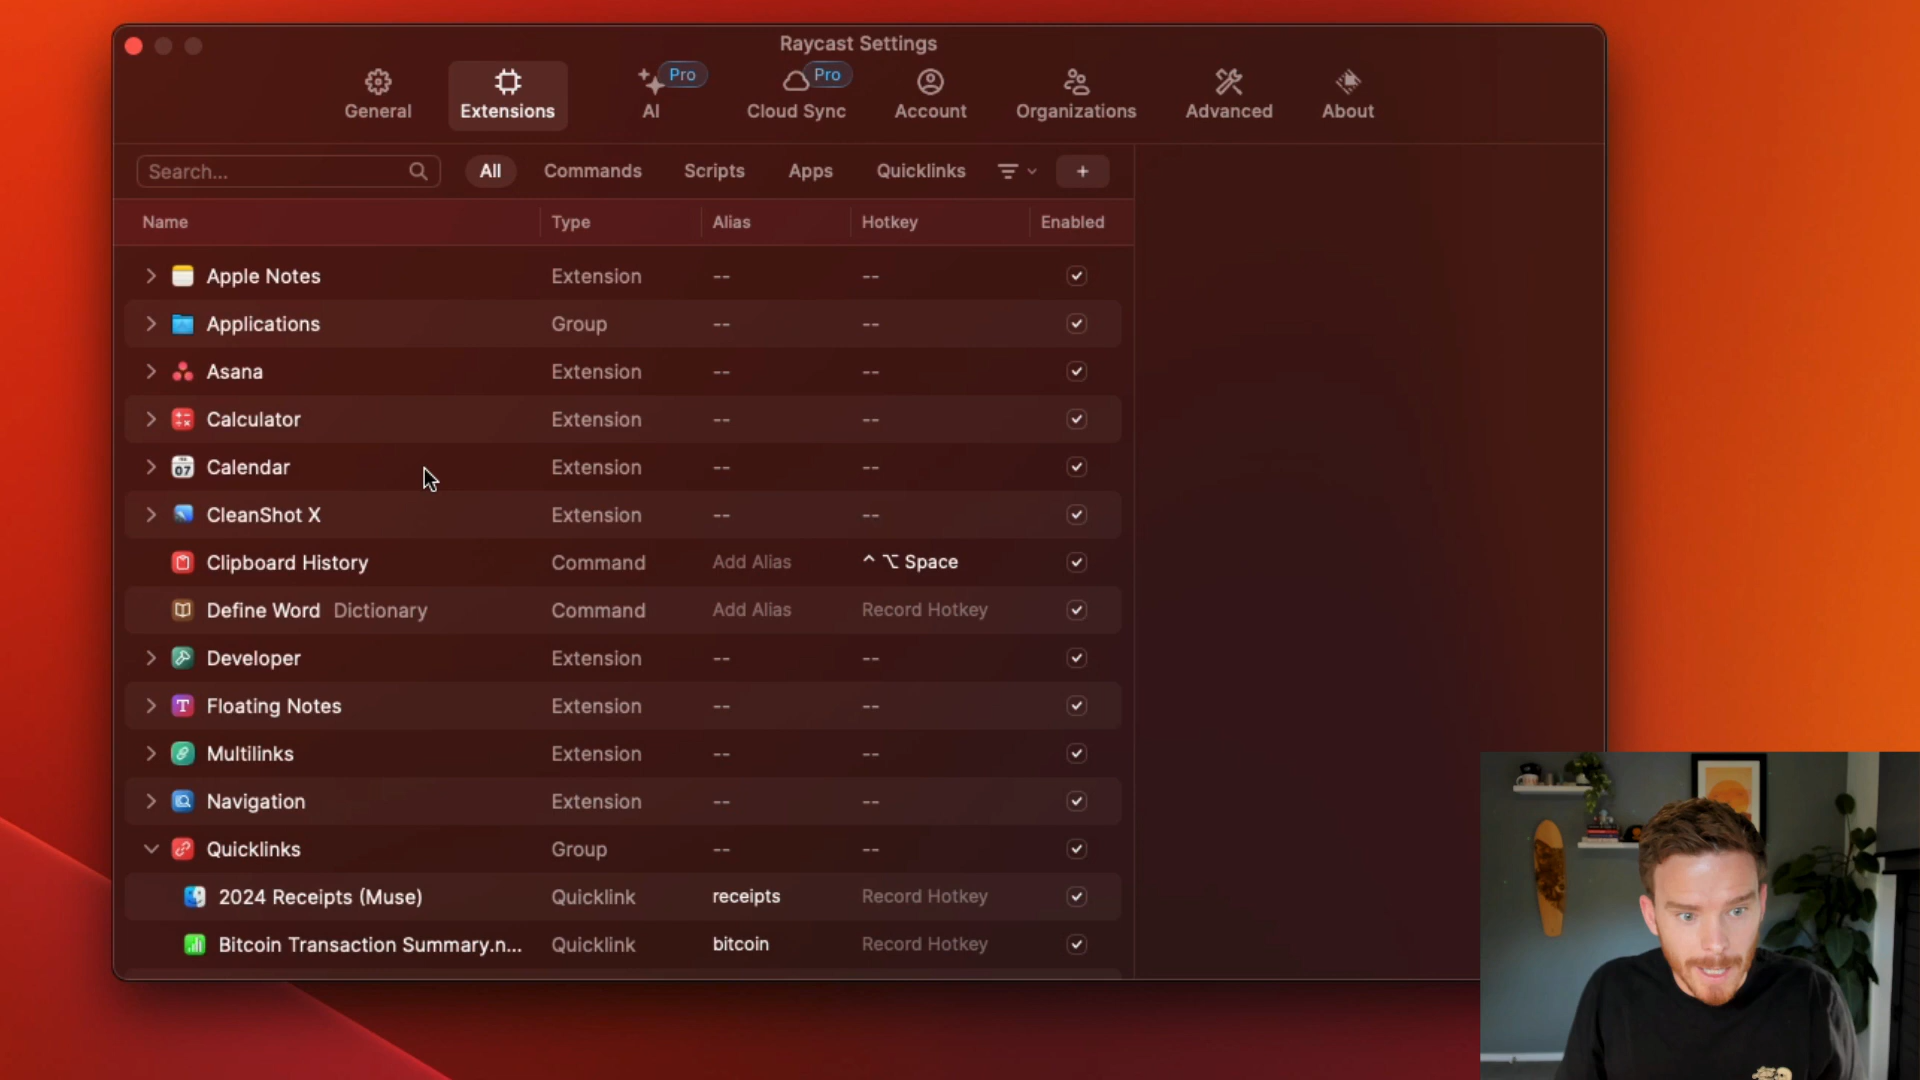 Raycast Settings
General
Extensions
Pro
AI
Pro
Cloud Sync
Account
Organizations
Advanced
About
Search...
All
Commands
Scripts
Apps
Quicklinks
+
Name Type Alias Hotkey Enabled
Apple Notes Extension -- --
Applications Group -- --
Asana Extension -- --
Calculator Extension -- --
07 Calendar Extension -- --
CleanShot X Extension -- --
Clipboard History Command Add Alias ^ ⌥ Space
Define Word Dictionary Command Add Alias Record Hotkey
Developer Extension -- --
T Floating Notes Extension -- --
Multilinks Extension -- --
Navigation Extension -- --
Quicklinks Group -- --
2024 Receipts (Muse) Quicklink receipts Record Hotkey
Bitcoin Transaction Summary.n... Quicklink bitcoin Record Hotkey